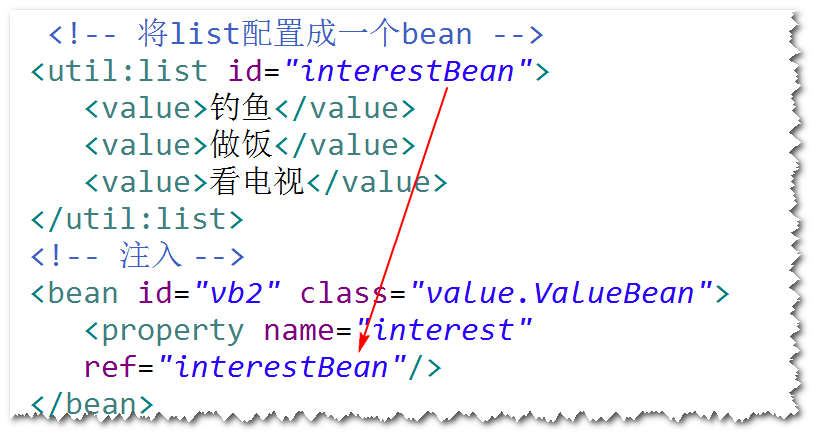 <!-- 将list配置成一个bean -->
<util:list id="interestBean">
<value>钓鱼</value>
<value>做饭</value>
<value>看电视</value>
</util:list>
<!-- 注入 -->
<bean id="vb2" class="value.ValueBean">
<property name="interest"
ref="interestBean"/>
</bean>